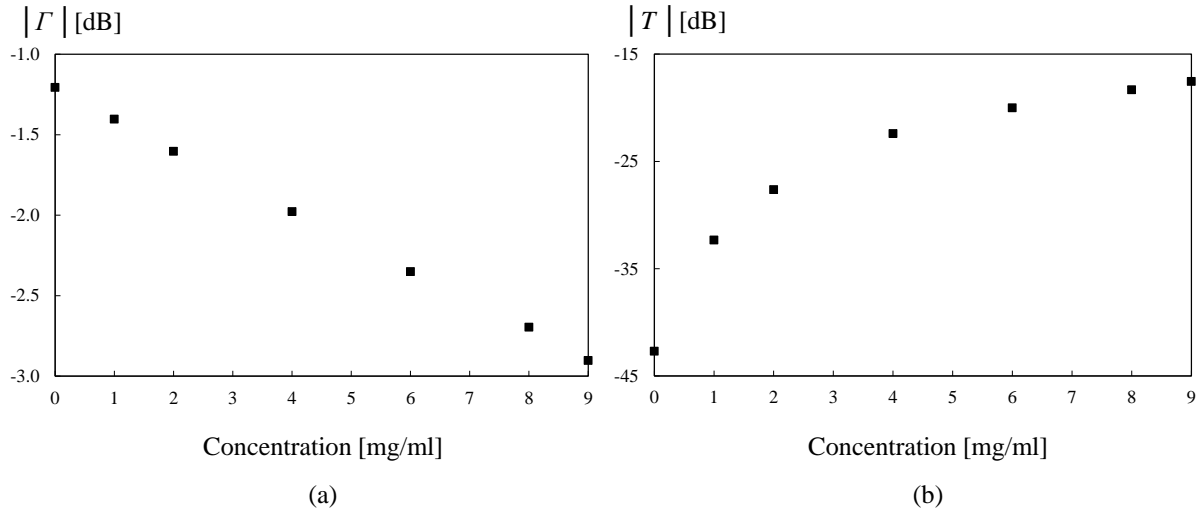 |Γ| [dB]
-1.0
-1.5
-2.0
-2.5
-3.0
0 1 2 3 4 5 6 7 8 9
Concentration [mg/ml]
(a)
|T| [dB]
-15
-25
-35
-45
0 1 2 3 4 5 6 7 8 9
Concentration [mg/ml]
(b)